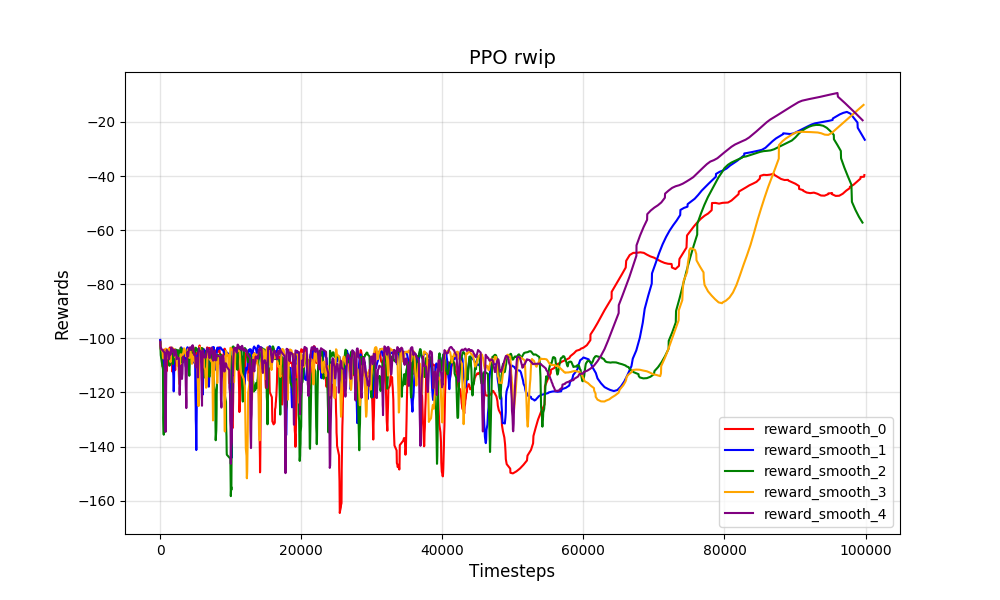 PPO rwip
Rewards
−20
−40
−60
−80
−100
−120
−140
−160
0
20000
40000
60000
80000
100000
Timesteps
reward_smooth_0
reward_smooth_1
reward_smooth_2
reward_smooth_3
reward_smooth_4